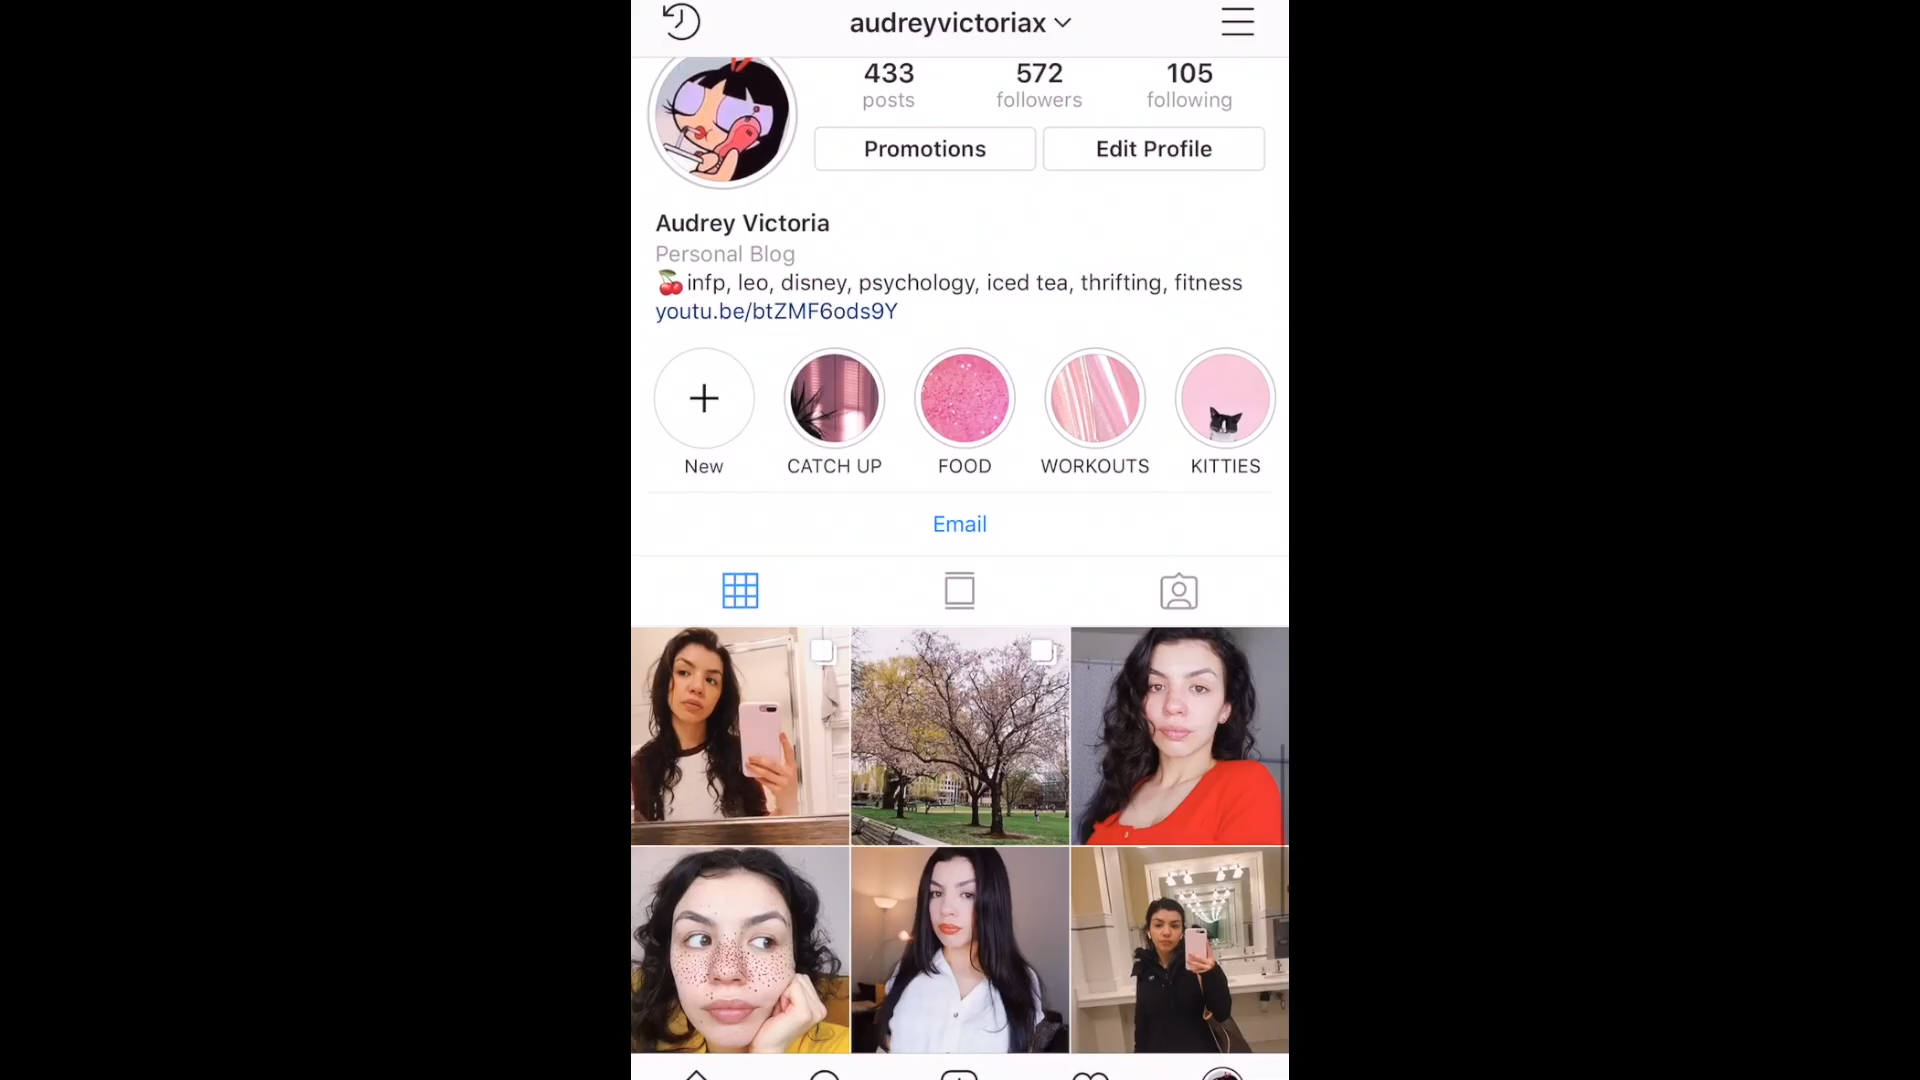 audreyvictoriax
433 572 105
posts followers following
Promotions Edit Profile
Audrey Victoria
Personal Blog
🍒infp, leo, disney, psychology, iced tea, thrifting, fitness
youtu.be/btZMF6ods9Y
New CATCH UP FOOD WORKOUTS KITTIES
Email